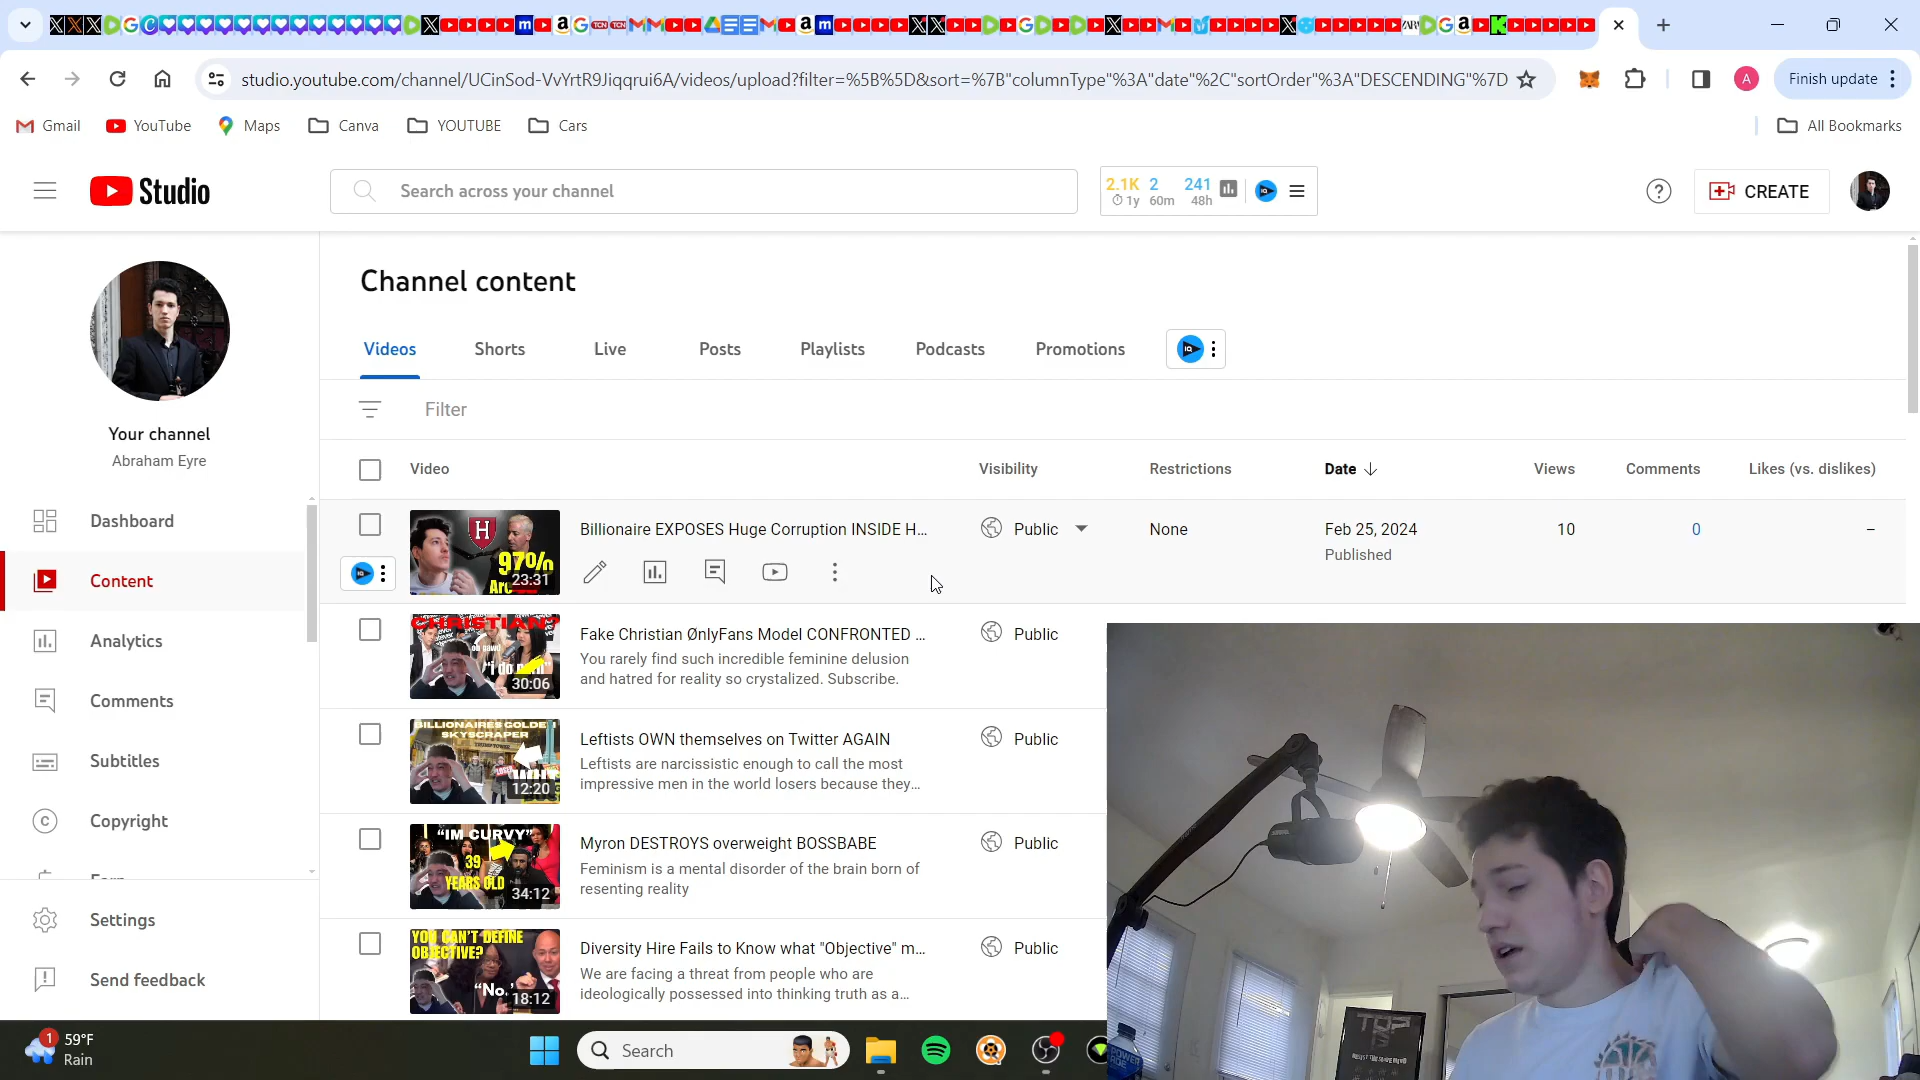 studio.youtube.com/channel/UCinSod-VvYrtR9Jiqqrui6A/videos/upload?filter=%5B%5D&sort=%7B"columnType"%3A"date"%2C"sortOrder"%3A"DESCENDING"%7D
Finish update
Gmail
YouTube
Maps
Canva
YOUTUBE
Cars
All Bookmarks
Studio
Search across your channel
2.1K 2 241
1y 60m 48h
CREATE
Channel content
Your channel
Abraham Eyre
Videos
Shorts
Live
Posts
Playlists
Podcasts
Promotions
Filter
Video
Visibility
Restrictions
Date
Views
Comments
Likes (vs. dislikes)
Dashboard
Content
Analytics
Comments
Subtitles
Copyright
Settings
Send feedback
97%
23:31
Billionaire EXPOSES Huge Corruption INSIDE H...
Public
None
Feb 25, 2024
Published
10
0
–
CHRISTIAN?
30:06
Fake Christian ØnlyFans Model CONFRONTED ...
You rarely find such incredible feminine delusion
and hatred for reality so crystalized. Subscribe.
Public
BILLIONAIRES GOLDEN
SKYSCRAPER
12:20
Leftists OWN themselves on Twitter AGAIN
Leftists are narcissistic enough to call the most
impressive men in the world losers because they...
Public
"IM CURVY"
39
YEARS OLD
34:12
Myron DESTROYS overweight BOSSBABE
Feminism is a mental disorder of the brain born of
resenting reality
Public
YOU CAN'T DEFINE
OBJECTIVE?
"No."
18:12
Diversity Hire Fails to Know what "Objective" m...
We are facing a threat from people who are
ideologically possessed into thinking truth as a...
Public
1
59°F
Rain
Search